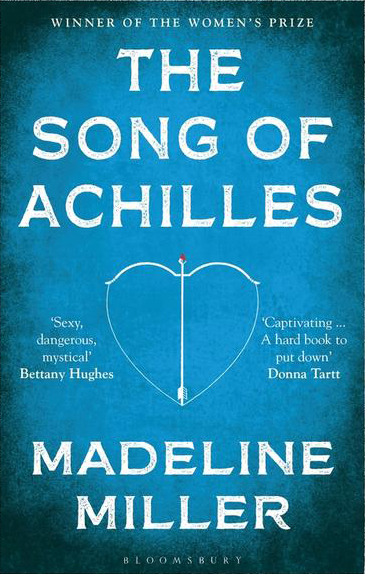 WINNER OF THE WOMEN'S PRIZE
THE
SONG OF
ACHILLES
'Sexy,
dangerous,
mystical'
Bettany Hughes
'Captivating ...
A hard book to
put down'
Donna Tartt
MADELINE
MILLER
BLOOMSBURY